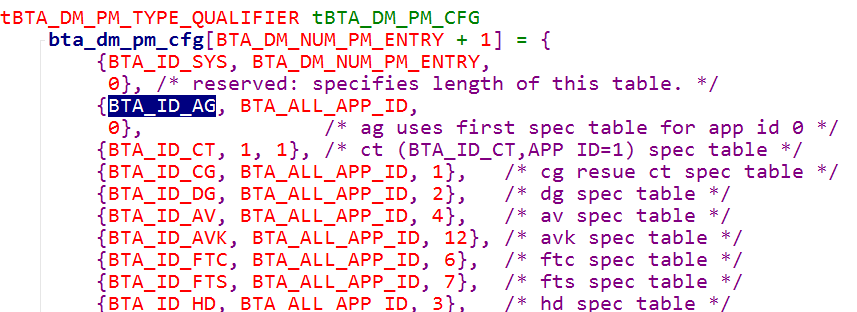 tBTA_DM_PM_TYPE_QUALIFIER tBTA_DM_PM_CFG
bta_dm_pm_cfg[BTA_DM_NUM_PM_ENTRY + 1] = {
{BTA_ID_SYS, BTA_DM_NUM_PM_ENTRY,
0}, /* reserved: specifies length of this table. */
{BTA_ID_AG, BTA_ALL_APP_ID,
0}, /* ag uses first spec table for app id 0 */
{BTA_ID_CT, 1, 1}, /* ct (BTA_ID_CT,APP ID=1) spec table */
{BTA_ID_CG, BTA_ALL_APP_ID, 1}, /* cg resue ct spec table */
{BTA_ID_DG, BTA_ALL_APP_ID, 2}, /* dg spec table */
{BTA_ID_AV, BTA_ALL_APP_ID, 4}, /* av spec table */
{BTA_ID_AVK, BTA_ALL_APP_ID, 12}, /* avk spec table */
{BTA_ID_FTC, BTA_ALL_APP_ID, 6}, /* ftc spec table */
{BTA_ID_FTS, BTA_ALL_APP_ID, 7}, /* fts spec table */
{BTA_ID_HD, BTA_ALL_APP_ID, 3}, /* hd spec table */